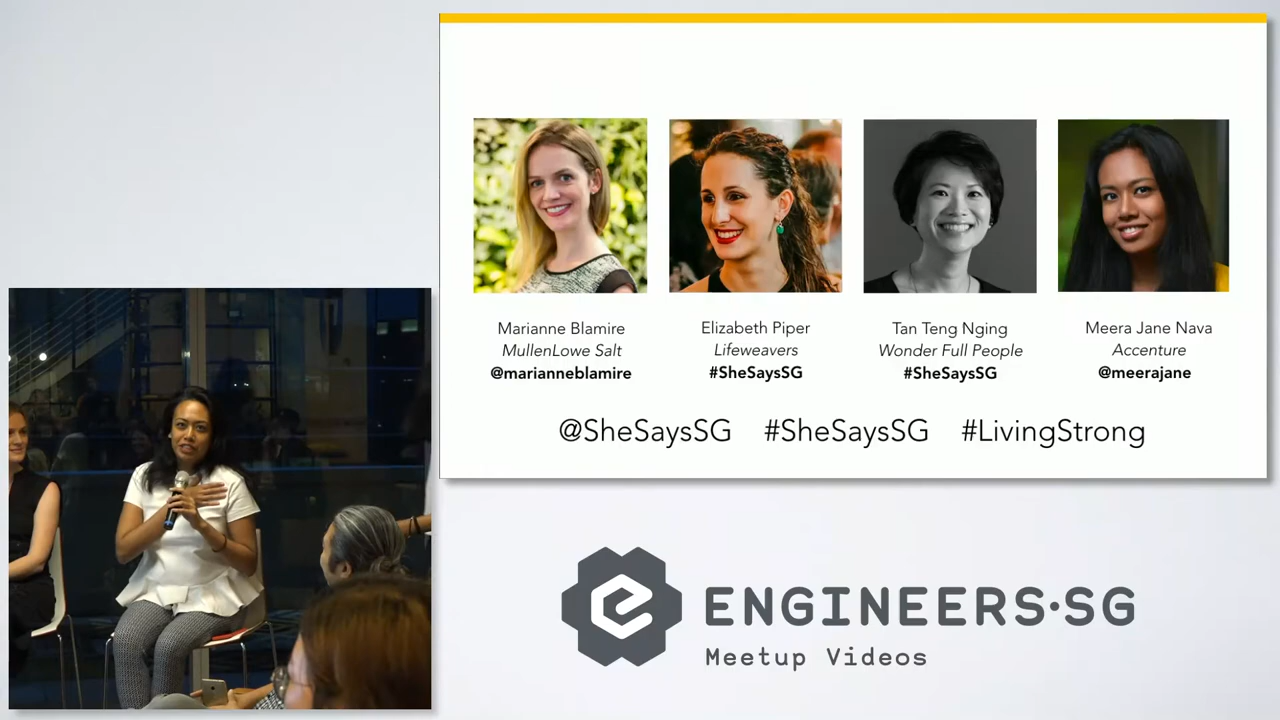 Marianne Blamire
MullenLowe Salt
@marianneblamire
Elizabeth Piper
Lifeweavers
#SheSaysSG
Tan Teng Nging
Wonder Full People
#SheSaysSG
Meera Jane Nava
Accenture
@meerajane
@SheSaysSG #SheSaysSG #LivingStrong
ENGINEERS·SG
Meetup Videos